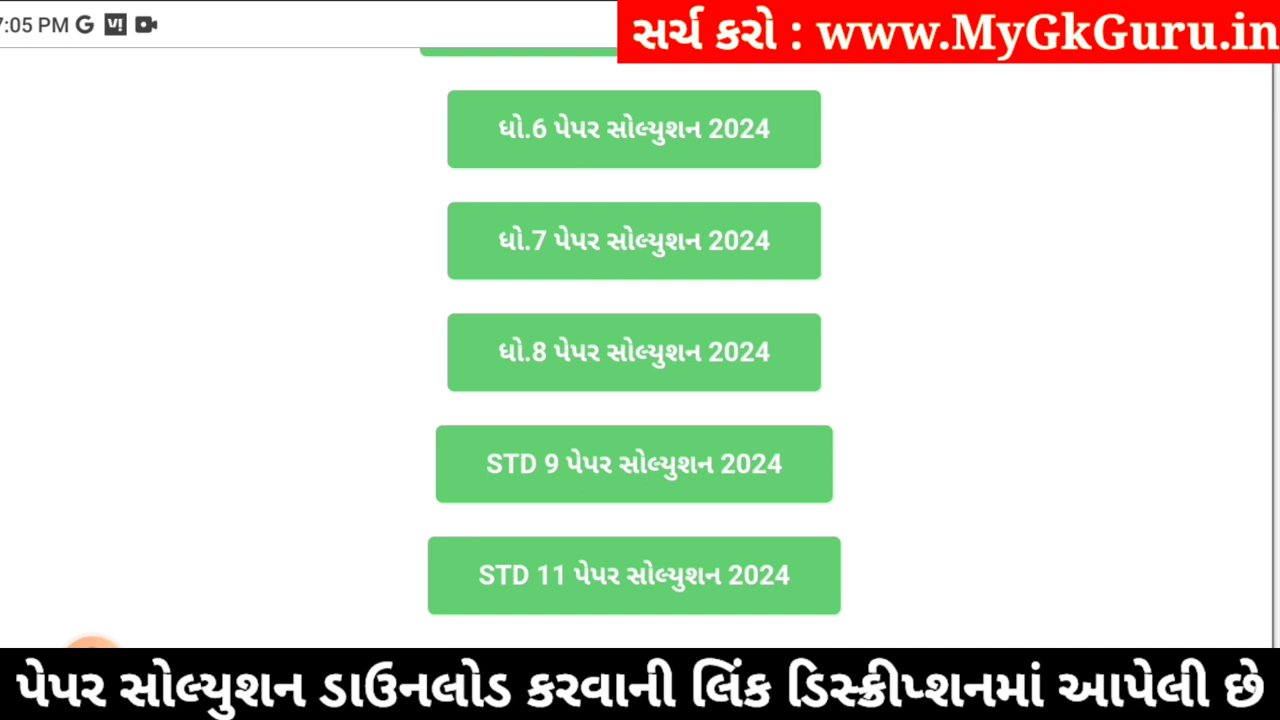 7:05 PM G
સર્ચ કરો : www.MyGkGuru.in
ધો.6 પેપર સોલ્યુશન 2024
ધો.7 પેપર સોલ્યુશન 2024
ધો.8 પેપર સોલ્યુશન 2024
STD 9 પેપર સોલ્યુશન 2024
STD 11 પેપર સોલ્યુશન 2024
પેપર સોલ્યુશન ડાઉનલોડ કરવાની લિંક ડિસ્ક્રીપ્શનમાં આપેલી છે